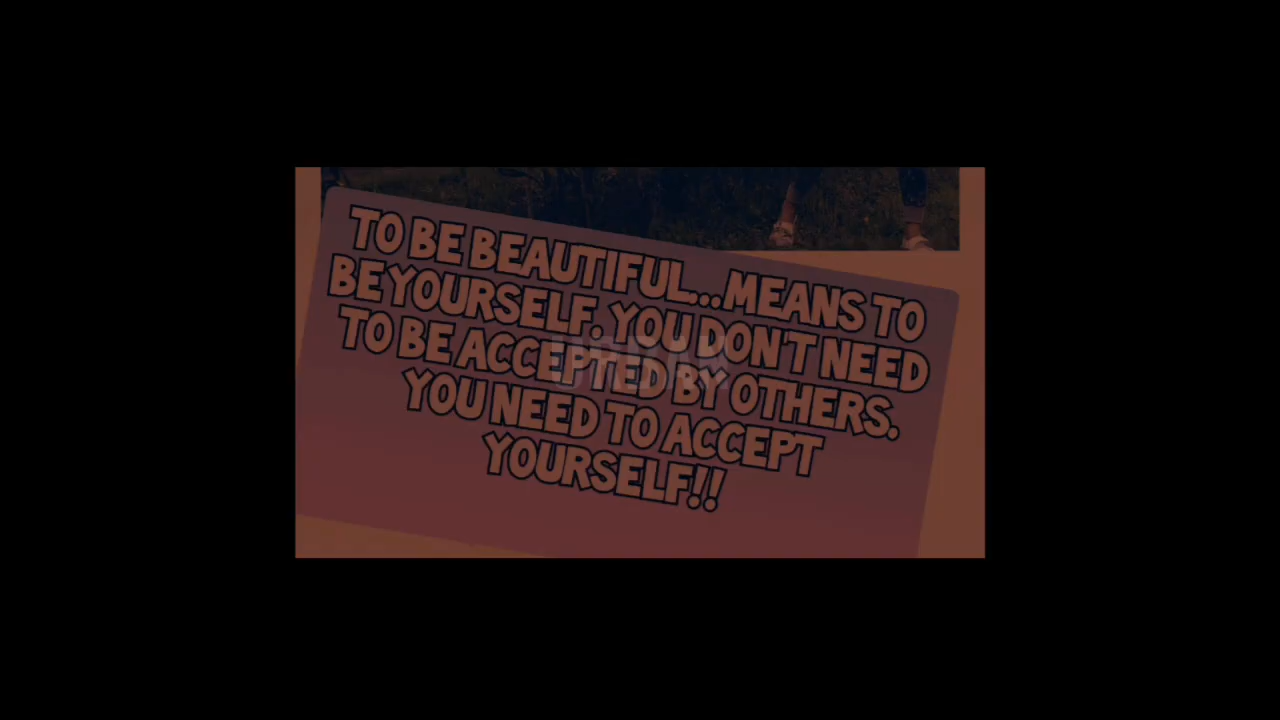 TO BE BEAUTIFUL...MEANS TO
BE YOURSELF. YOU DON'T NEED
TO BE ACCEPTED BY OTHERS.
YOU NEED TO ACCEPT
YOURSELF!!